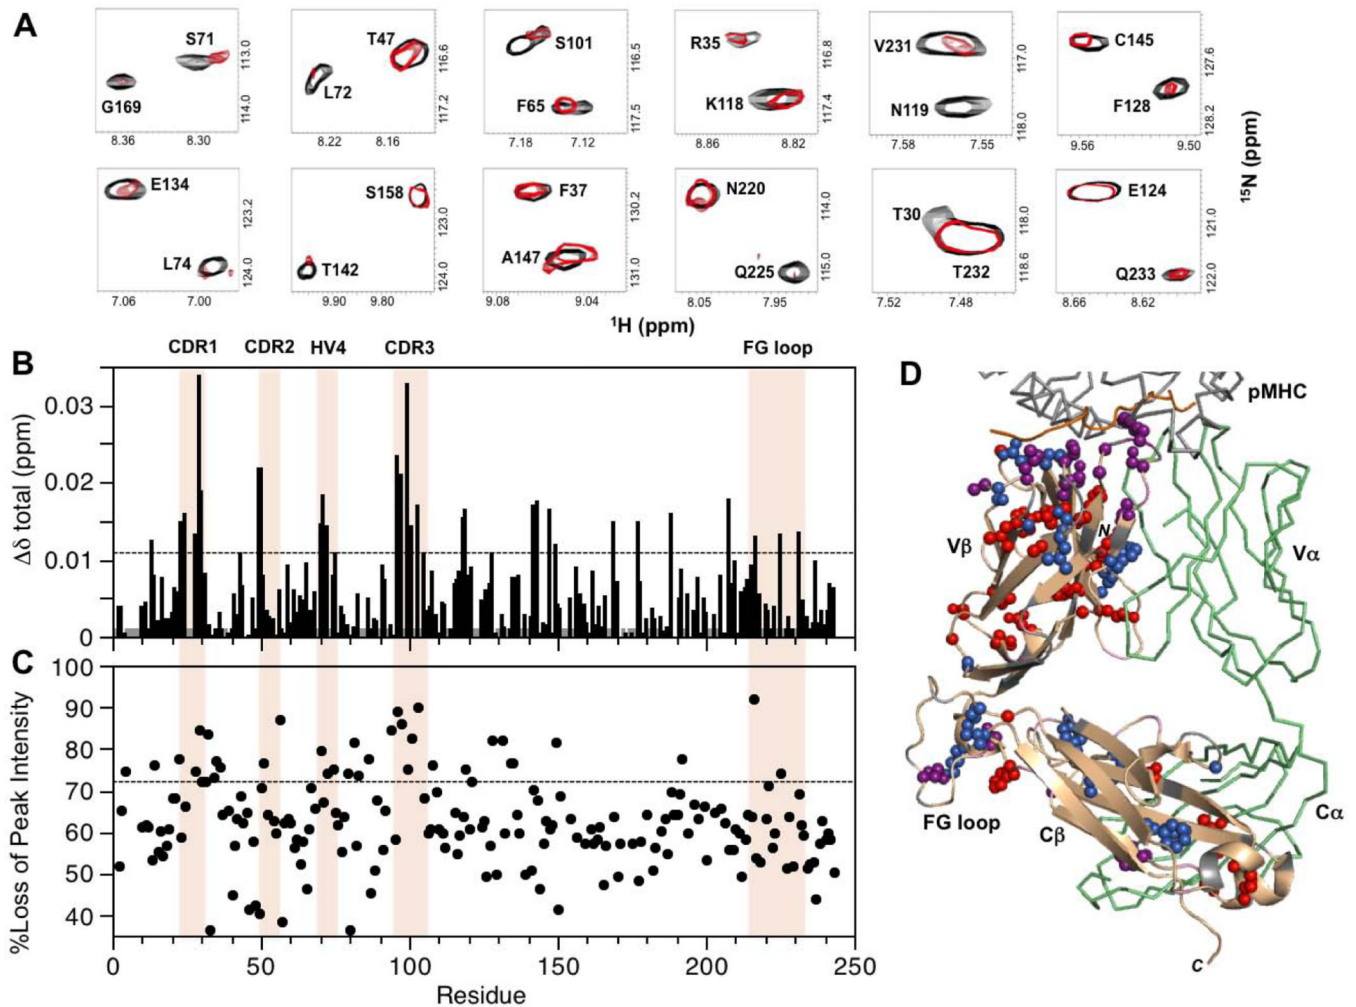 A
S71
G169
113.0
114.0
8.36
8.30
T47
L72
116.6
117.2
8.22
8.16
S101
F65
116.5
117.5
7.18
7.12
R35
K118
116.8
117.4
8.86
8.82
V231
N119
117.0
118.0
7.58
7.55
C145
F128
127.6
128.2
9.56
9.50
15N (ppm)
E134
L74
123.2
124.0
7.06
7.00
S158
T142
123.0
124.0
9.90
9.80
F37
A147
130.2
131.0
9.08
9.04
N220
Q225
114.0
115.0
8.05
7.95
T30
T232
118.0
118.6
7.52
7.48
E124
Q233
121.0
122.0
8.66
8.62
1H (ppm)
CDR1 CDR2 HV4 CDR3 FG loop
B
Δδ total (ppm)
0.03
0.02
0.01
0
C
%Loss of Peak Intensity
100
90
80
70
60
50
40
0 50 100 150 200 250
Residue
D
pMHC
Vβ
N
Vα
FG loop
Cβ
Cα
C